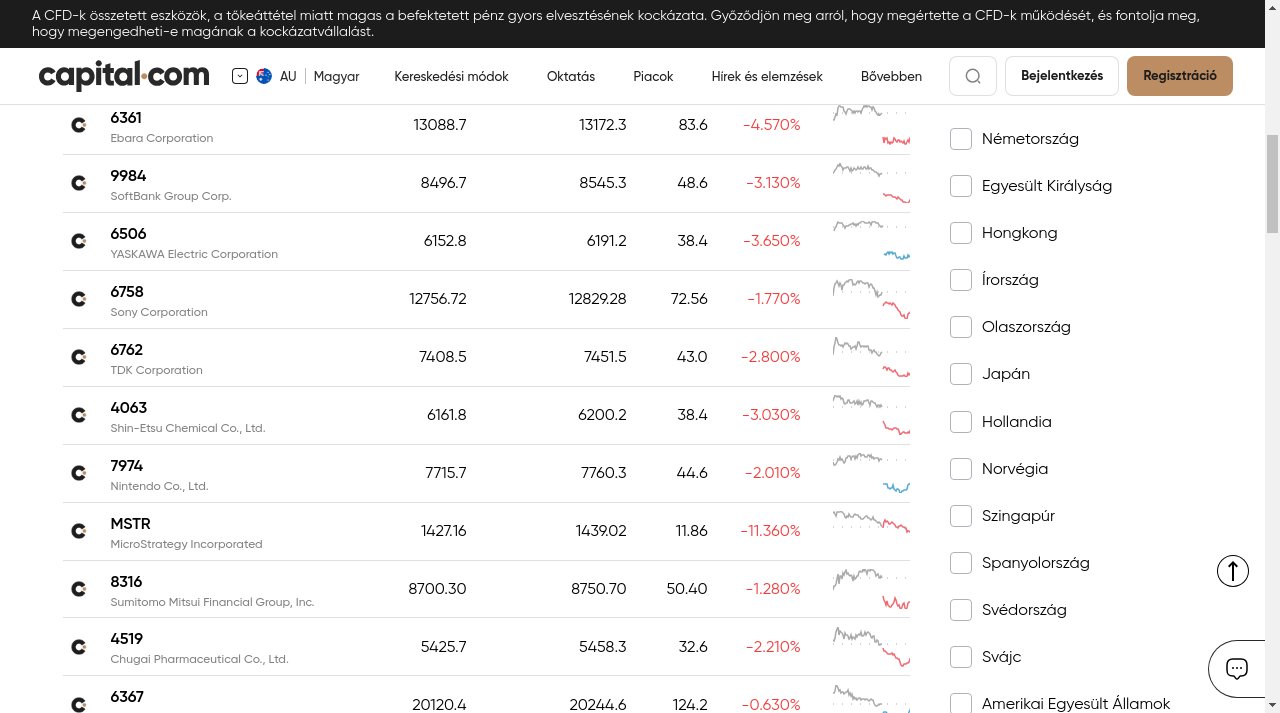 A CFD-k összetett eszközök, a tőkeáttétel miatt magas a befektetett pénz gyors elvesztésének kockázata. Győződjön meg arról, hogy megértette a CFD-k működését, és fontolja meg,
hogy megengedheti-e magának a kockázatvállalást.
capital.com AU Magyar Kereskedési módok Oktatás Piacok Hírek és elemzések Bővebben Bejelentkezés Regisztráció
6361 13088.7 13172.3 83.6 -4.570%
Ebara Corporation
9984 8496.7 8545.3 48.6 -3.130%
SoftBank Group Corp.
6506 6152.8 6191.2 38.4 -3.650%
YASKAWA Electric Corporation
6758 12756.72 12829.28 72.56 -1.770%
Sony Corporation
6762 7408.5 7451.5 43.0 -2.800%
TDK Corporation
4063 6161.8 6200.2 38.4 -3.030%
Shin-Etsu Chemical Co., Ltd.
7974 7715.7 7760.3 44.6 -2.010%
Nintendo Co., Ltd.
MSTR 1427.16 1439.02 11.86 -11.360%
MicroStrategy Incorporated
8316 8700.30 8750.70 50.40 -1.280%
Sumitomo Mitsui Financial Group, Inc.
4519 5425.7 5458.3 32.6 -2.210%
Chugai Pharmaceutical Co., Ltd.
6367 20120.4 20244.6 124.2 -0.630%
Németország
Egyesült Királyság
Hongkong
Írország
Olaszország
Japán
Hollandia
Norvégia
Szingapúr
Spanyolország
Svédország
Svájc
Amerikai Egyesült Államok